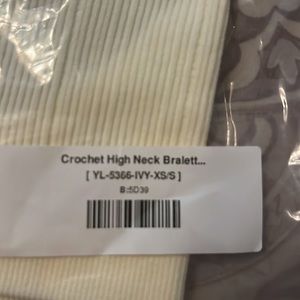 Crochet High Neck Bralett...
[ YL-5366-IVY-XS/S ]
B:5D39